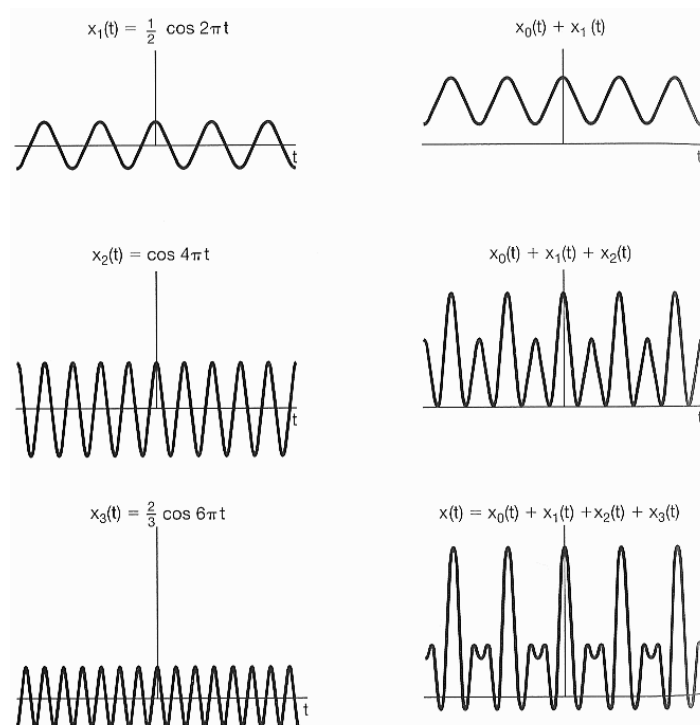 x₁(t) = 1/2 cos 2πt
x₀(t) + x₁(t)
t
t
x₂(t) = cos 4πt
x₀(t) + x₁(t) + x₂(t)
t
t
x₃(t) = 2/3 cos 6πt
x(t) = x₀(t) + x₁(t) + x₂(t) + x₃(t)
t
t